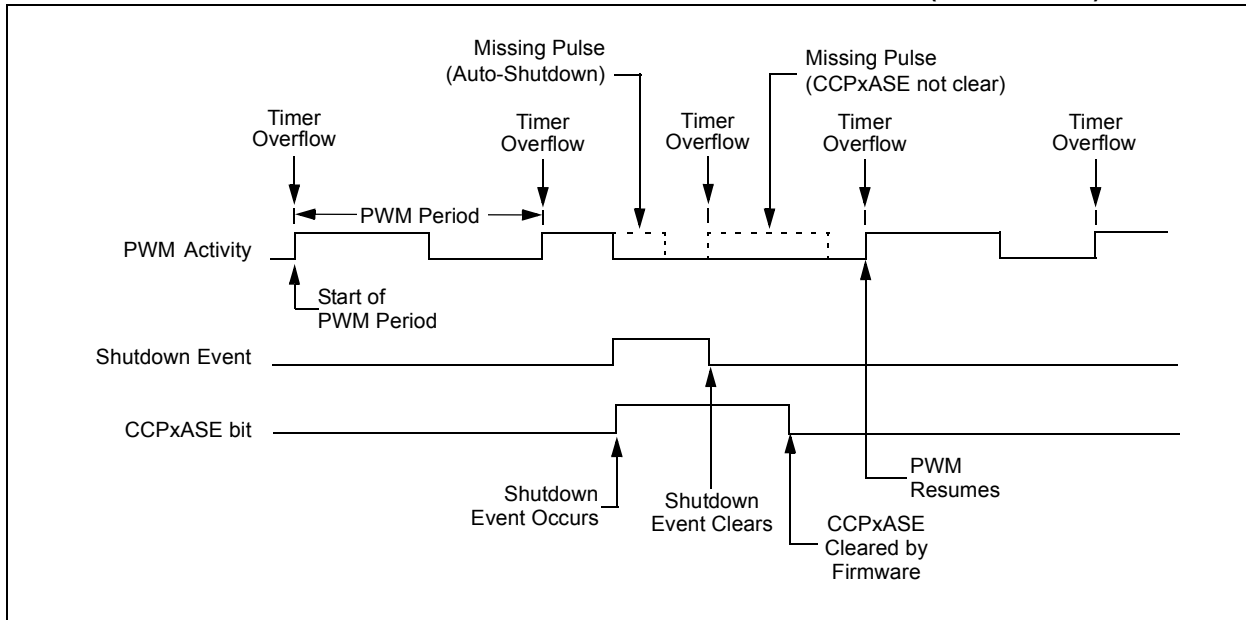 Missing Pulse
(Auto-Shutdown)
Missing Pulse
(CCPxASE not clear)
Timer
Overflow
Timer
Overflow
Timer
Overflow
Timer
Overflow
Timer
Overflow
PWM Period
PWM Activity
Start of
PWM Period
Shutdown Event
CCPxASE bit
Shutdown
Event Occurs
Shutdown
Event Clears
PWM
Resumes
CCPxASE
Cleared by
Firmware